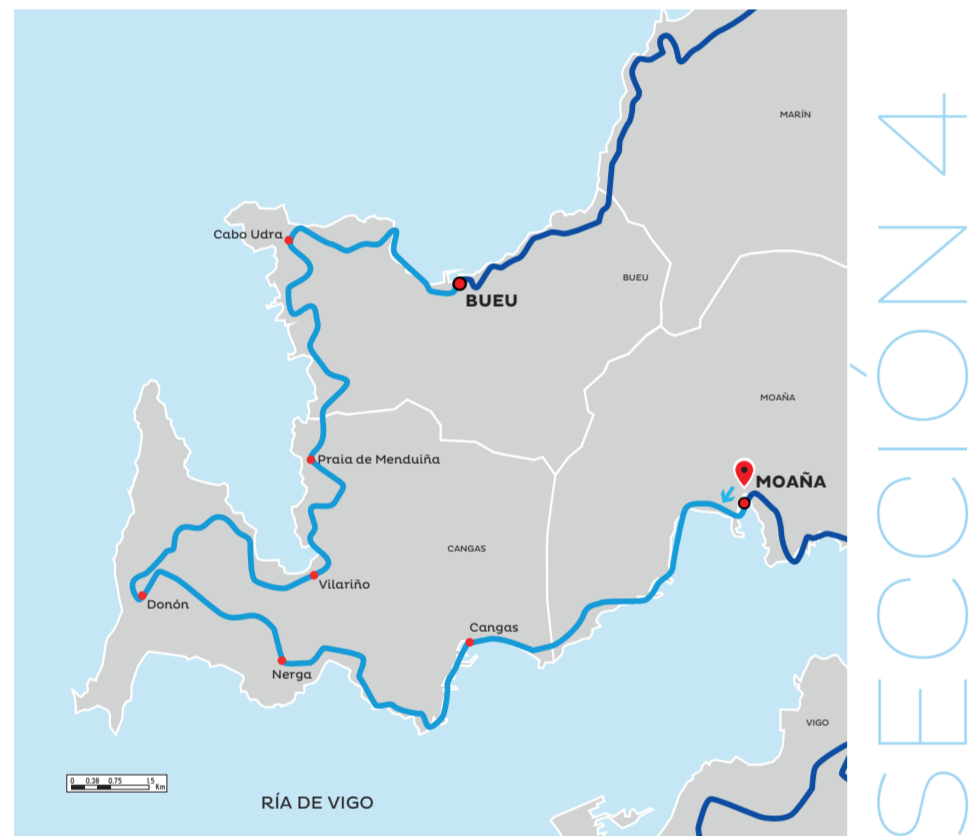 MARÍN
Cabo Udra
BUEU
BUEU
MOAÑA
Praia de Menduiña
MOAÑA
CANGAS
Vilariño
Donón
Cangas
Nerga
VIGO
0 0.38 0.75 1.5
Km
RÍA DE VIGO
SECCIÓN 4